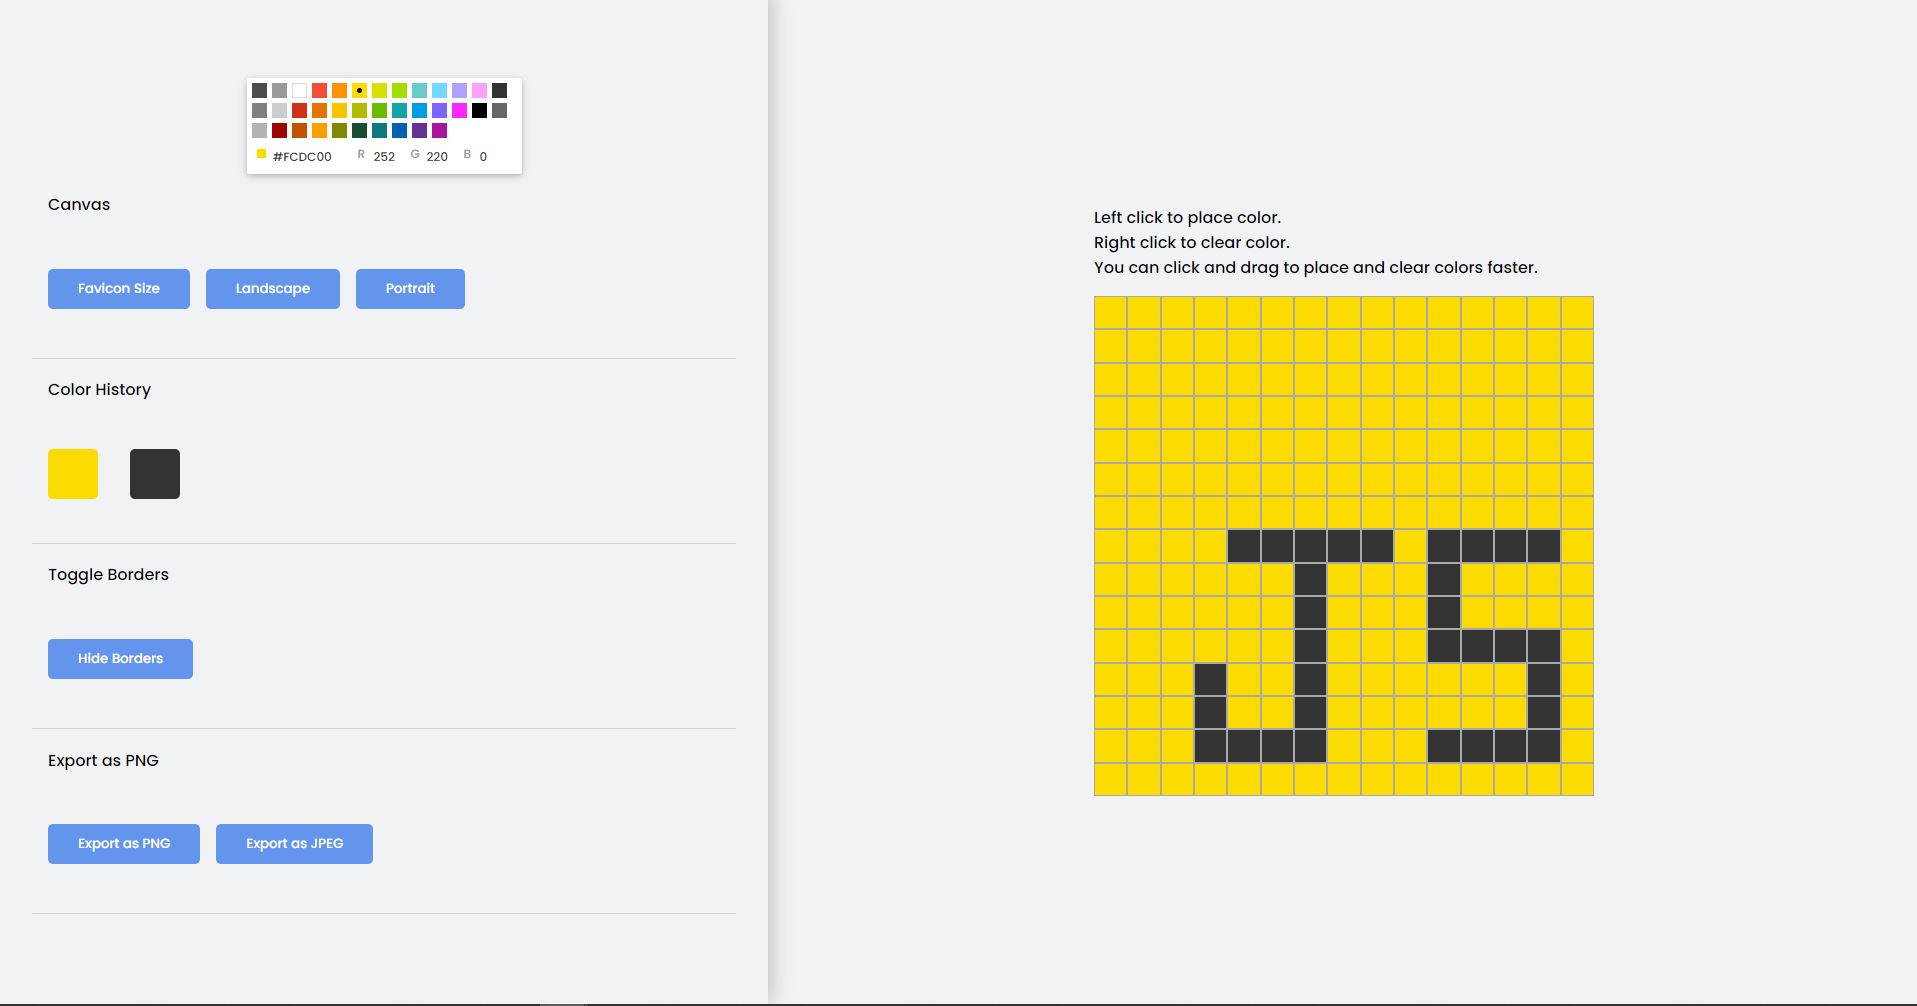 #FCDC00 R 252 G 220 B 0
Canvas
Favicon Size Landscape Portrait
Color History
Toggle Borders
Hide Borders
Export as PNG
Export as PNG Export as JPEG
Left click to place color.
Right click to clear color.
You can click and drag to place and clear colors faster.
JS